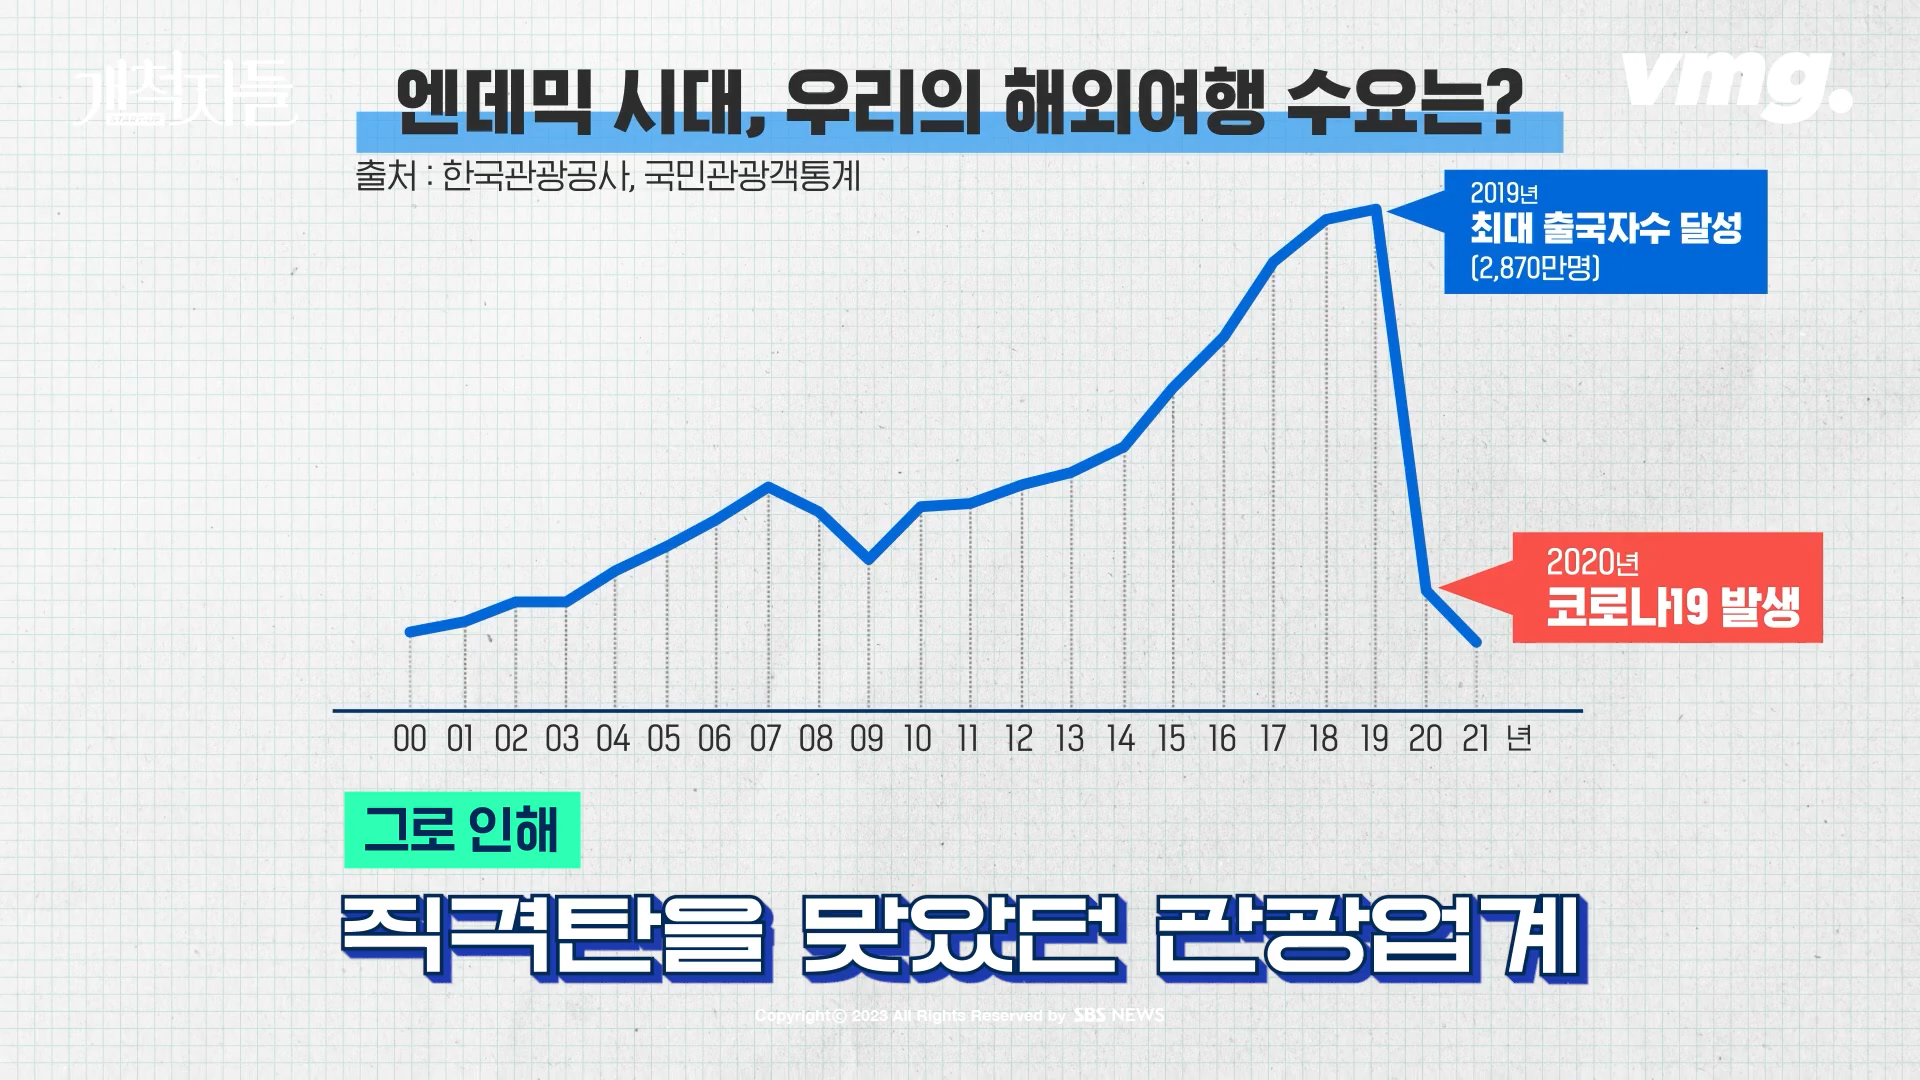 개척자들
vmg.
엔데믹 시대, 우리의 해외여행 수요는?
출처 : 한국관광공사, 국민관광객통계
2019년
최대 출국자수 달성
(2,870만명)
2020년
코로나19 발생
00 01 02 03 04 05 06 07 08 09 10 11 12 13 14 15 16 17 18 19 20 21 년
그로 인해
직격탄을 맞았던 관광업계
Copyrightⓒ 2023 All Rights Reserved by SBS NEWS